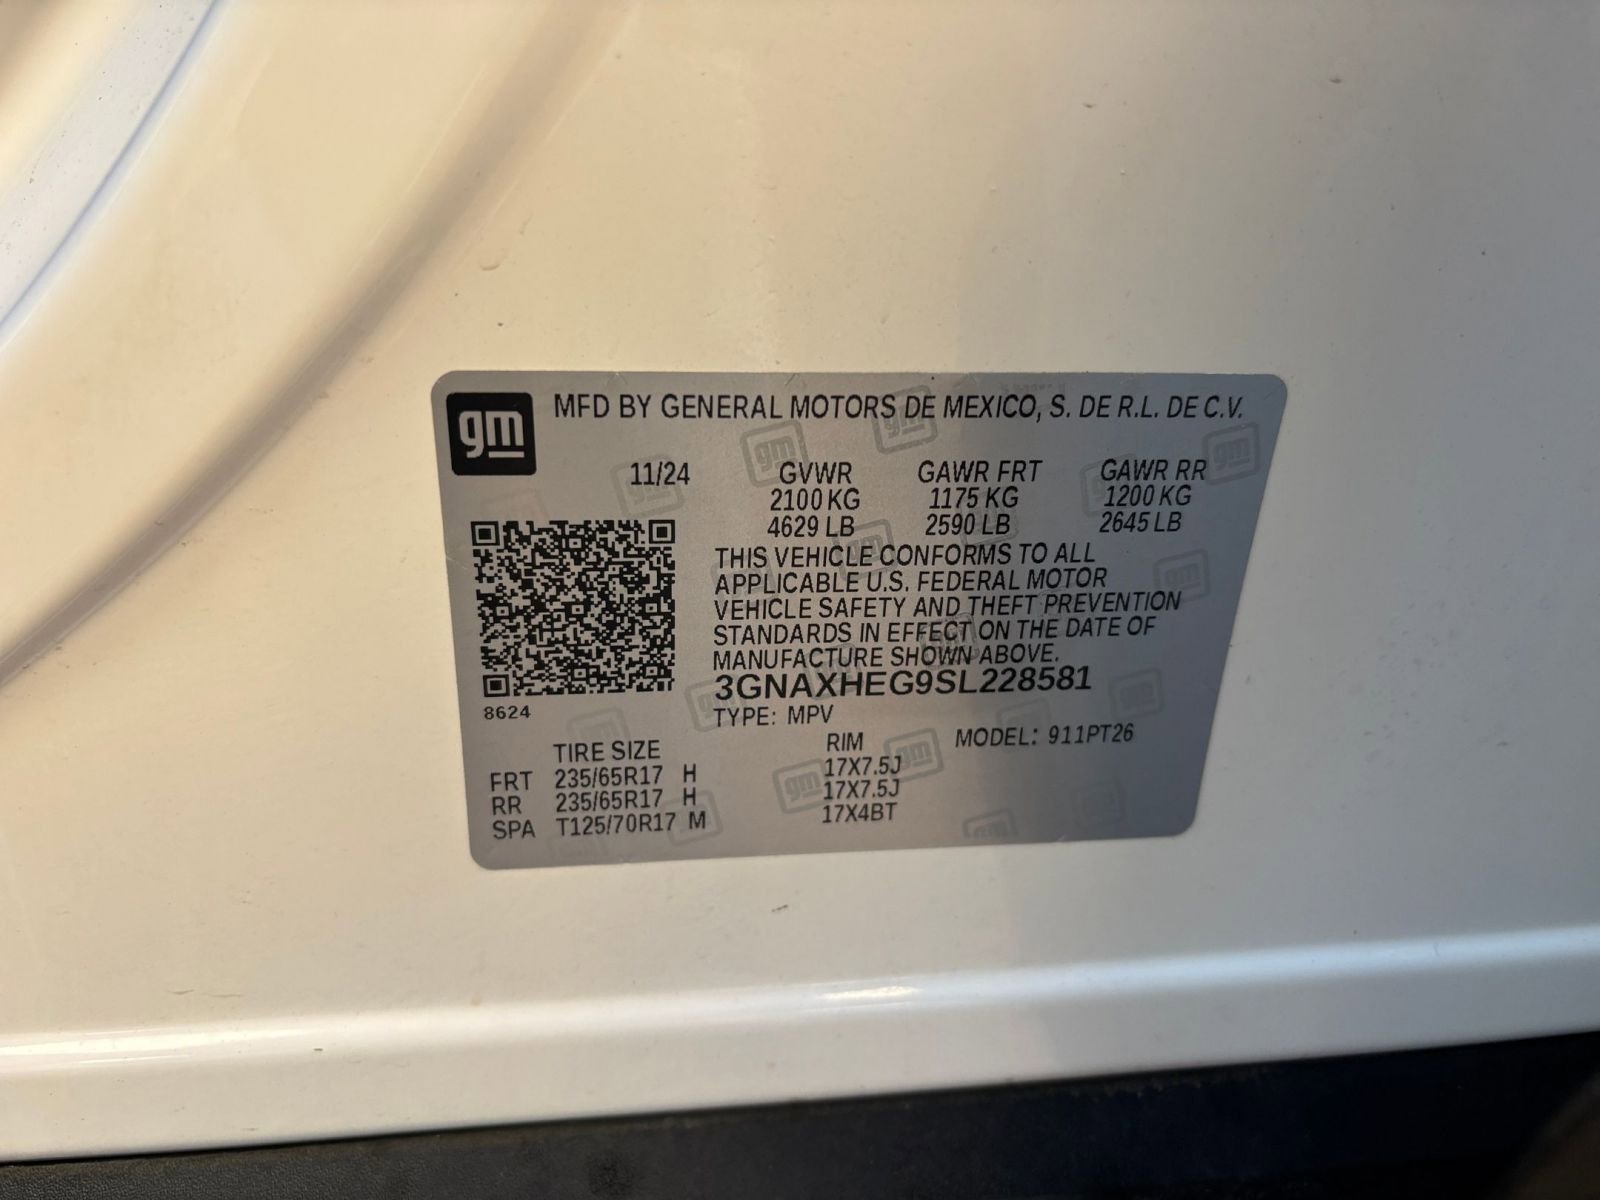 gm MFD BY GENERAL MOTORS DE MEXICO, S. DE R.L. DE C.V.
11/24 GVWR GAWR FRT GAWR RR
2100 KG 1175 KG 1200 KG
4629 LB 2590 LB 2645 LB
THIS VEHICLE CONFORMS TO ALL
APPLICABLE U.S. FEDERAL MOTOR
VEHICLE SAFETY AND THEFT PREVENTION
STANDARDS IN EFFECT ON THE DATE OF
MANUFACTURE SHOWN ABOVE.
3GNAXHEG9SL228581
8624 TYPE: MPV
TIRE SIZE RIM MODEL: 911PT26
FRT 235/65R17 H 17X7.5J
RR 235/65R17 H 17X7.5J
SPA T125/70R17 M 17X4BT